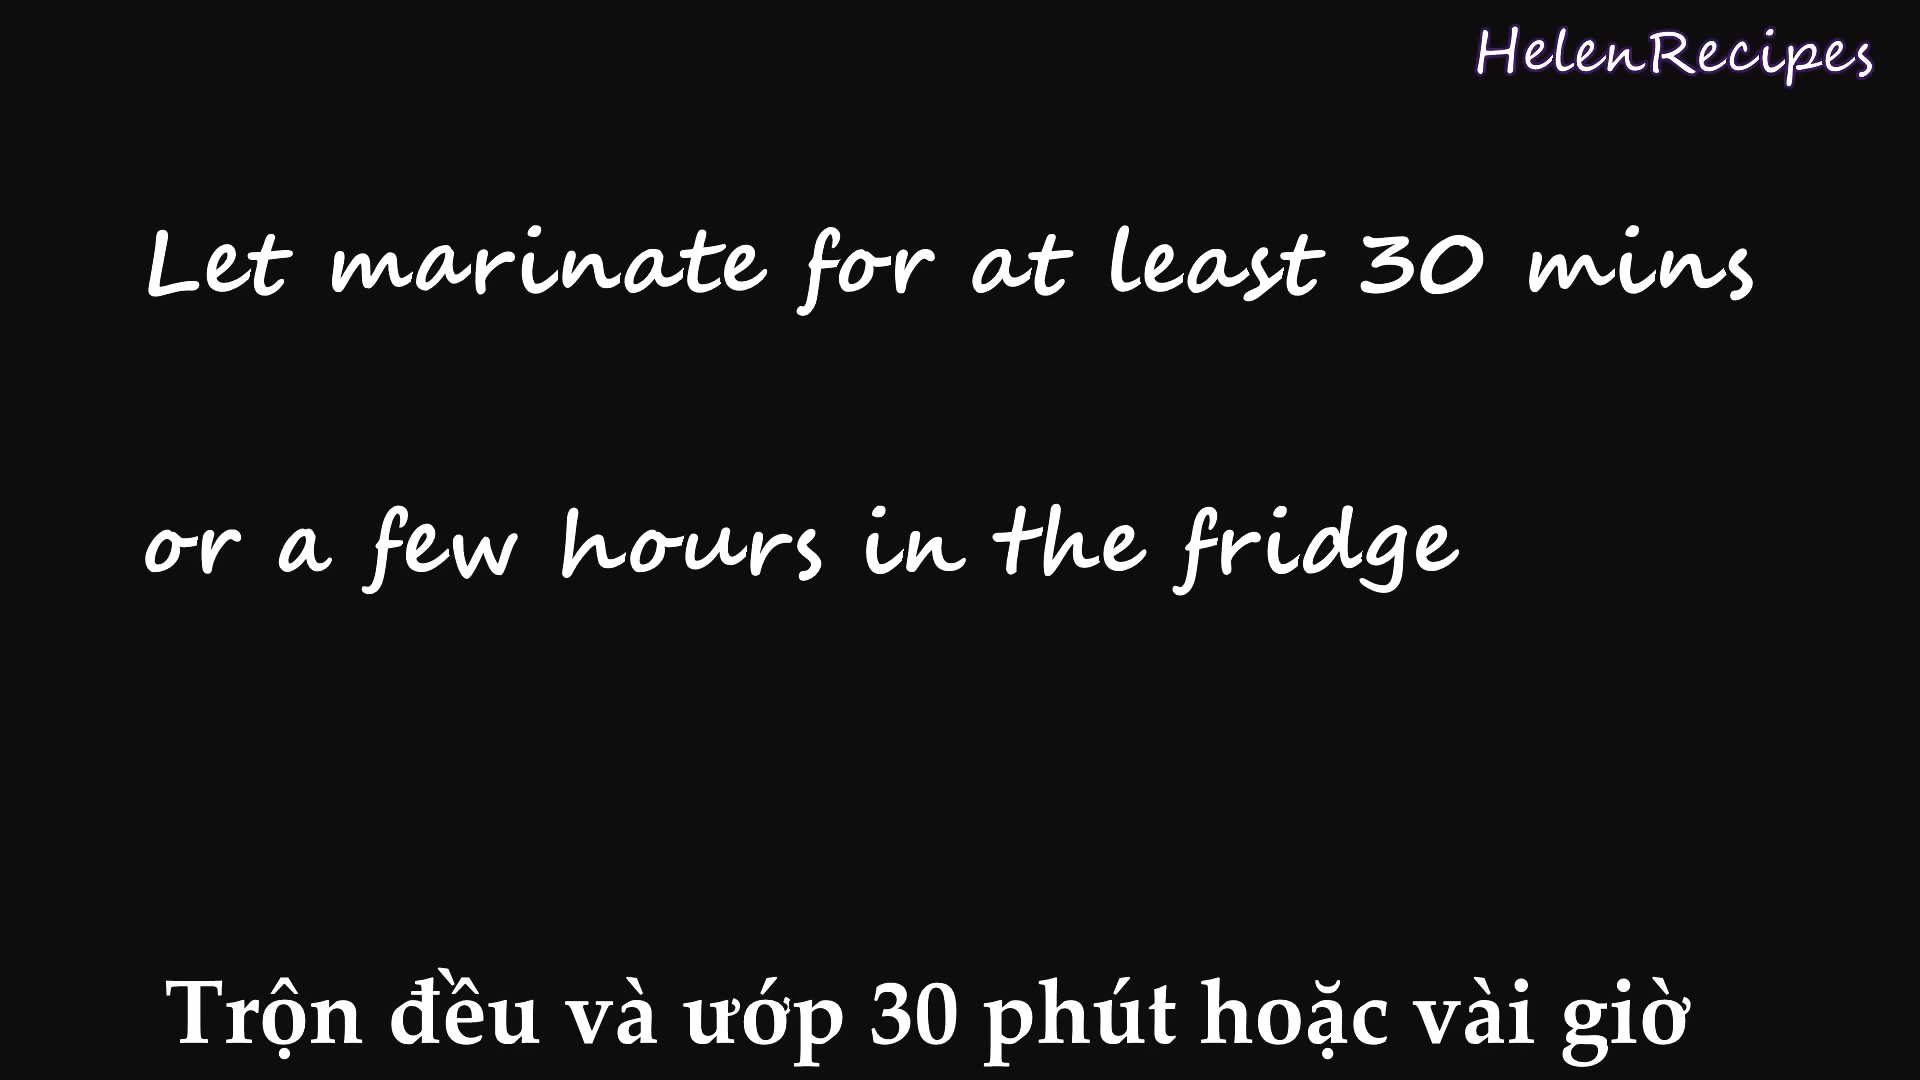 HelenRecipes
Let marinate for at least 30 mins
or a few hours in the fridge
Trộn đều và ướp 30 phút hoặc vài giờ